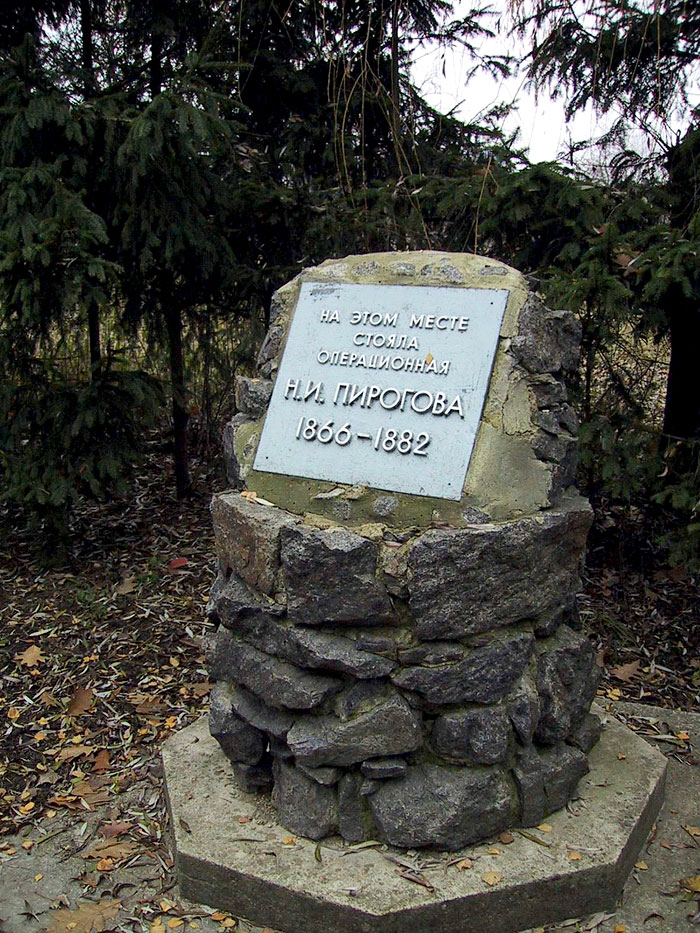 НА ЭТОМ МЕСТЕ
СТОЯЛА
ОПЕРАЦИОННАЯ
Н.И. ПИРОГОВА
1866-1882